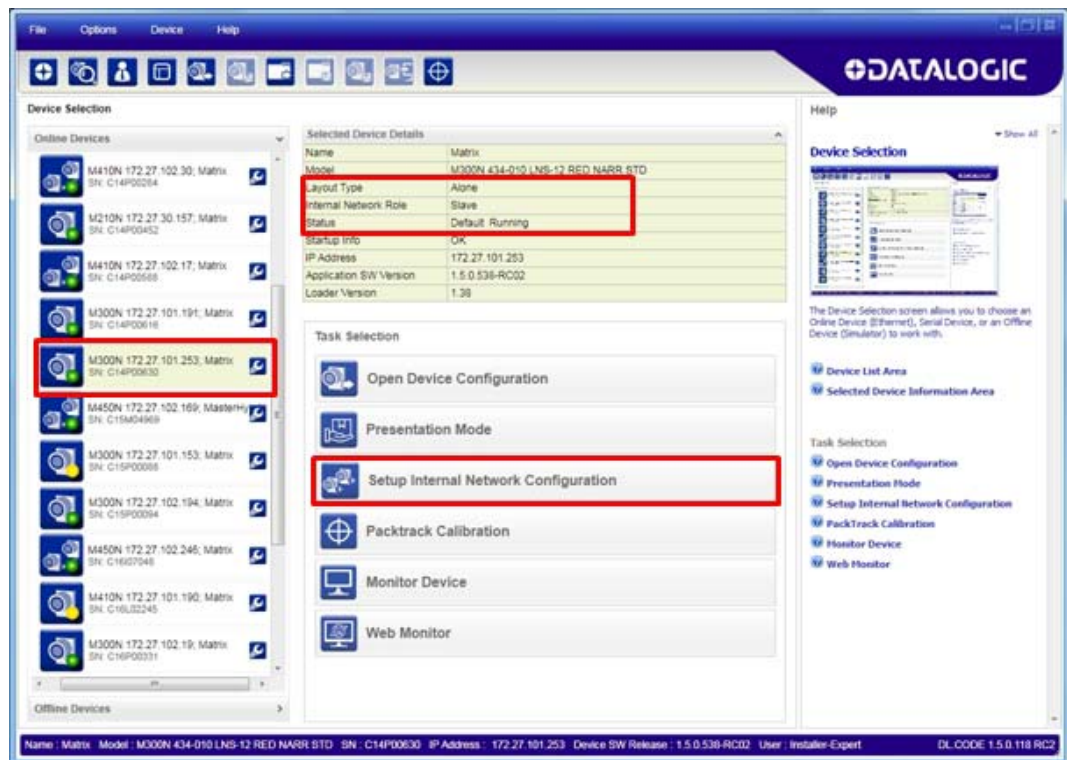 File Options Device Help
DATALOGIC
Device Selection
Online Devices
M410N 172.27.102.30; Matrix
SN: C14P00264
M210N 172.27.30.157; Matrix
SN: C14P00452
M410N 172.27.102.17; Matrix
SN: C14P00588
M300N 172.27.101.191; Matrix
SN: C14P00616
M300N 172.27.101.253; Matrix
SN: C14P00630
M450N 172.27.102.169; MasterHy
SN: C15M04969
M300N 172.27.101.153; Matrix
SN: C15P00088
M300N 172.27.102.194; Matrix
SN: C15P00094
M450N 172.27.102.246; Matrix
SN: C16I07046
M410N 172.27.101.190; Matrix
SN: C16L02245
M300N 172.27.102.19; Matrix
SN: C16P00331
Offline Devices
Selected Device Details
Name Matrix
Model M300N 434-010 LNS-12 RED NARR STD
Layout Type Alone
Internal Network Role Slave
Status Default Running
Startup Info OK
IP Address 172.27.101.253
Application SW Version 1.5.0.536-RC02
Loader Version 1.38
Task Selection
Open Device Configuration
Presentation Mode
Setup Internal Network Configuration
Packtrack Calibration
Monitor Device
Web Monitor
Help
Show All
Device Selection
The Device Selection screen allows you to choose an
Online Device (Ethernet), Serial Device, or an Offline
Device (Simulator) to work with.
Device List Area
Selected Device Information Area
Task Selection
Open Device Configuration
Presentation Mode
Setup Internal Network Configuration
PackTrack Calibration
Monitor Device
Web Monitor
Name : Matrix Model : M300N 434-010 LNS-12 RED NARR STD SN : C14P00630 IP Address : 172.27.101.253 Device SW Release : 1.5.0.536-RC02 User : Installer-Expert DL.CODE 1.5.0.118 RC2